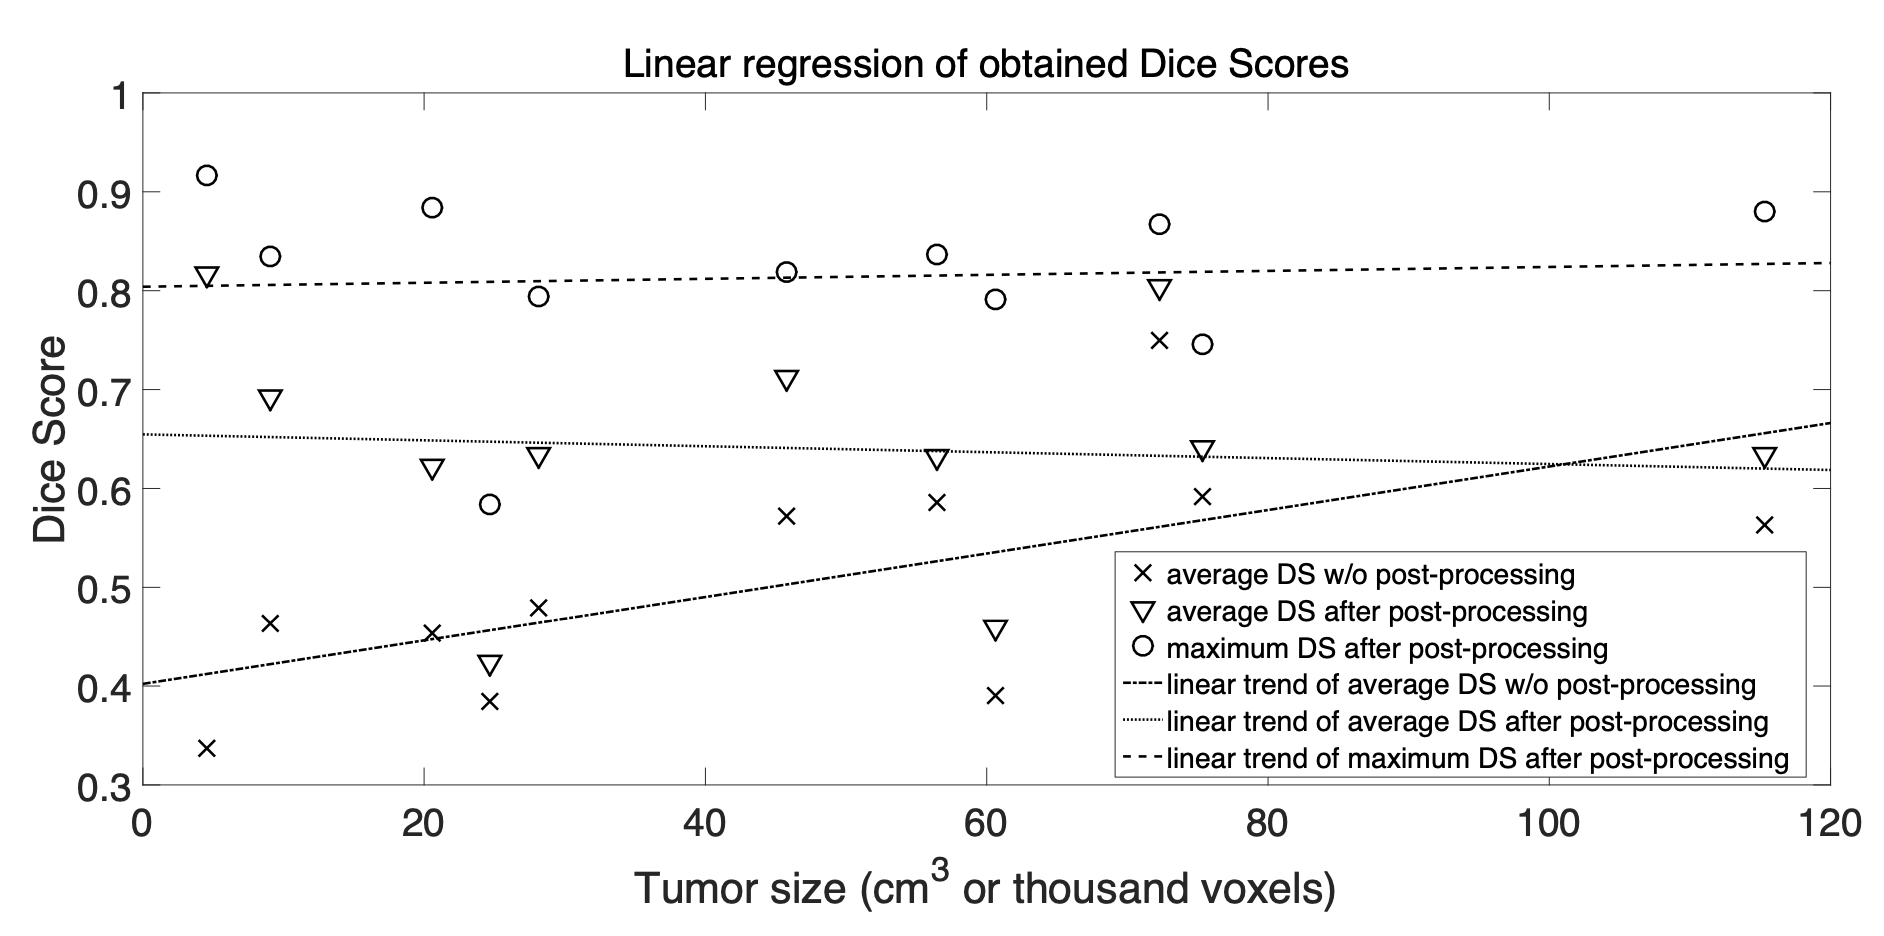 Linear regression of obtained Dice Scores
1
0.9
0.8
0.7
0.6
0.5
0.4
0.3
Dice Score
average DS w/o post-processing
average DS after post-processing
maximum DS after post-processing
linear trend of average DS w/o post-processing
linear trend of average DS after post-processing
linear trend of maximum DS after post-processing
0 20 40 60 80 100 120
Tumor size (cm³ or thousand voxels)